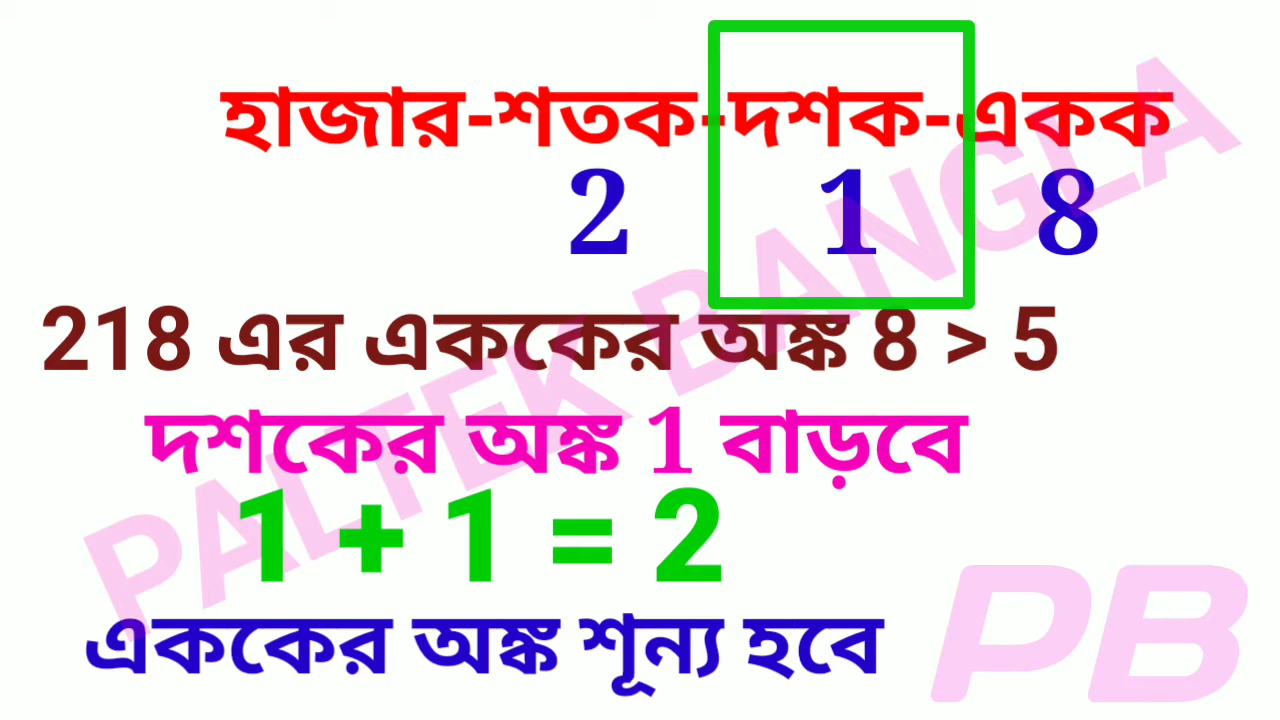 হাজার-শতক-দশক-একক
2 1 8
218 এর এককের অঙ্ক 8 > 5
দশকের অঙ্ক 1 বাড়বে
1 + 1 = 2
এককের অঙ্ক শূন্য হবে
PALTEK BANGLA
PB